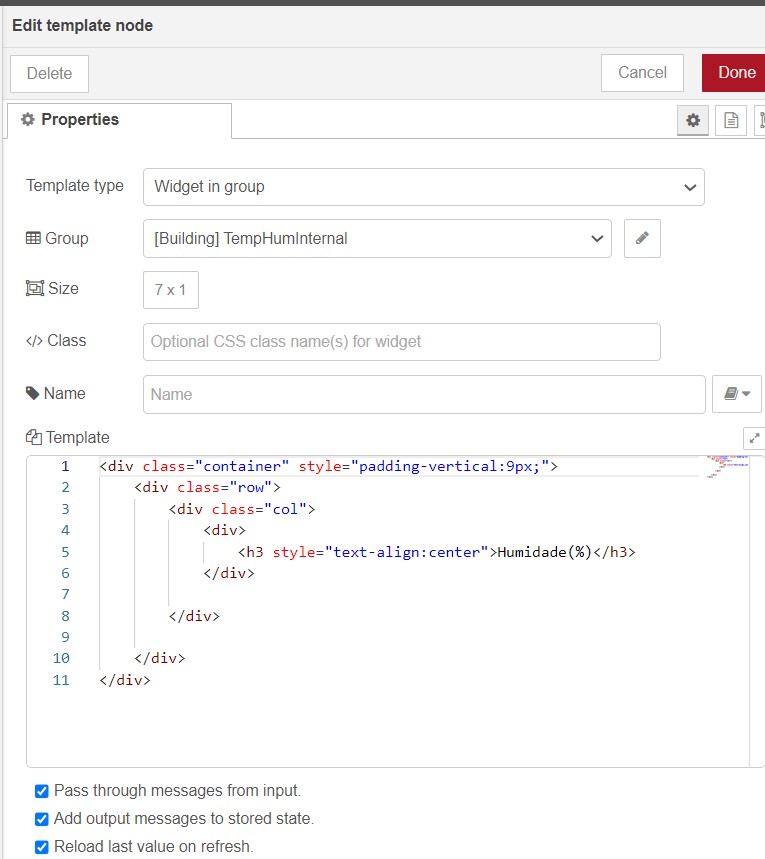 Edit template node
Delete Cancel Done
Properties
Template type Widget in group
Group [Building] TempHumInternal
Size 7 x 1
</> Class Optional CSS class name(s) for widget
Name Name
Template
1 <div class="container" style="padding-vertical:9px;">
2 <div class="row">
3 <div class="col">
4 <div>
5 <h3 style="text-align:center">Humidade(%)</h3>
6 </div>
7
8 </div>
9
10 </div>
11 </div>
Pass through messages from input.
Add output messages to stored state.
Reload last value on refresh.